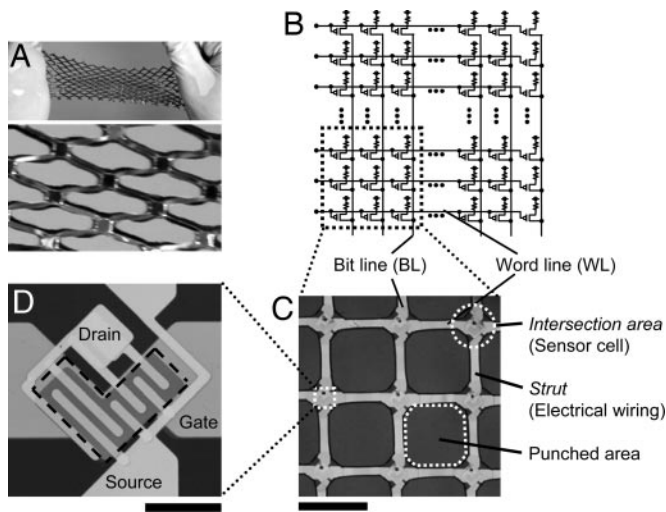 A
B
Bit line (BL)
Word line (WL)
D
Drain
Gate
Source
C
Intersection area
(Sensor cell)
Strut
(Electrical wiring)
Punched area